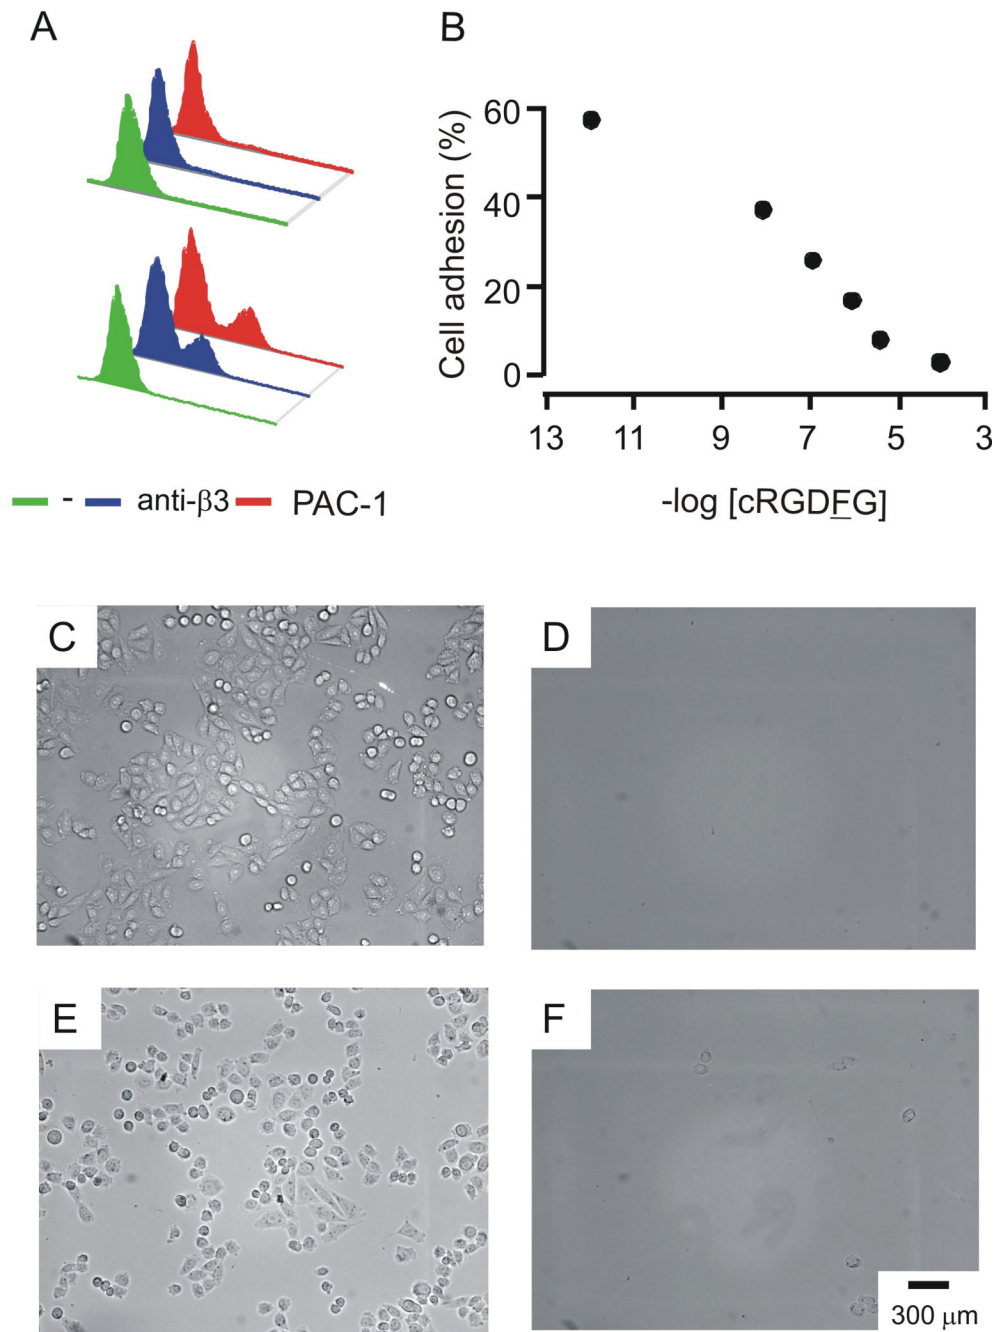 A
B
Cell adhesion (%)
60
40
20
0
13 11 9 7 5 3
- anti-β3 PAC-1
-log [cRGDFG]
C
D
E
F
300 μm